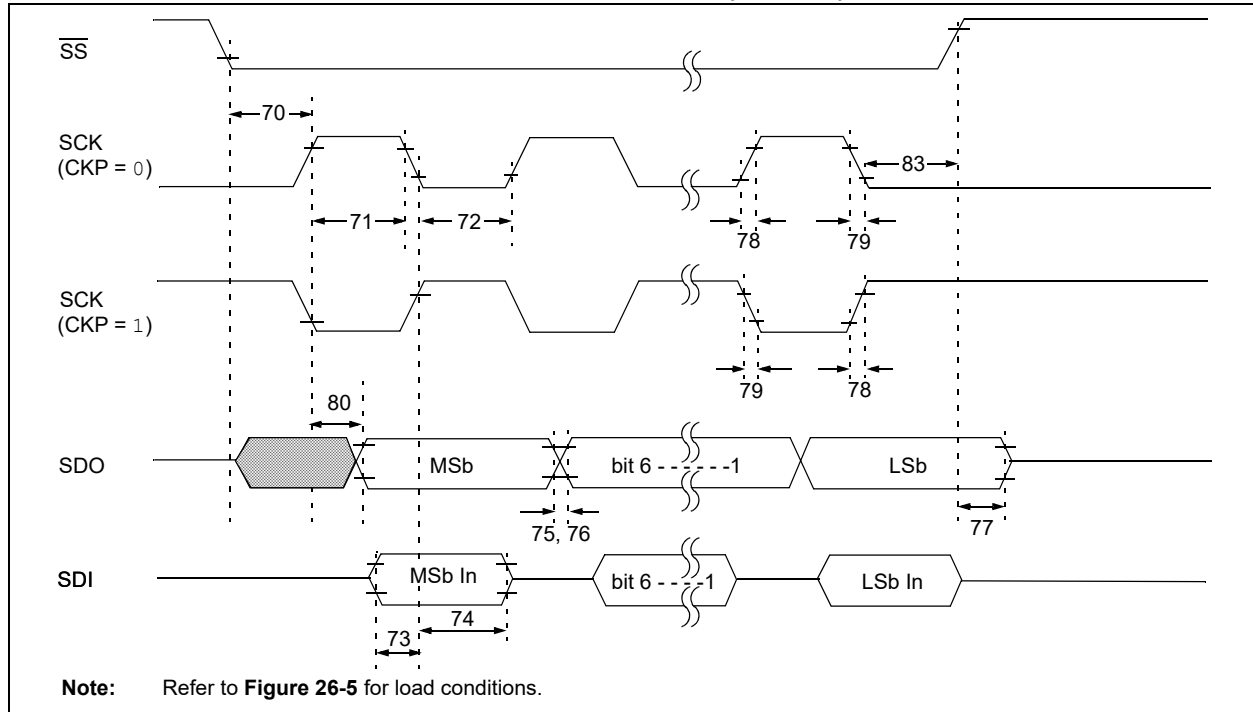 SS
70
SCK
(CKP = 0)
83
71
72
78
79
SCK
(CKP = 1)
79
78
80
SDO
MSb
bit 6 - - - - - - -1
LSb
75, 76
77
SDI
MSb In
bit 6 - - - - -1
LSb In
74
73
Note: Refer to Figure 26-5 for load conditions.